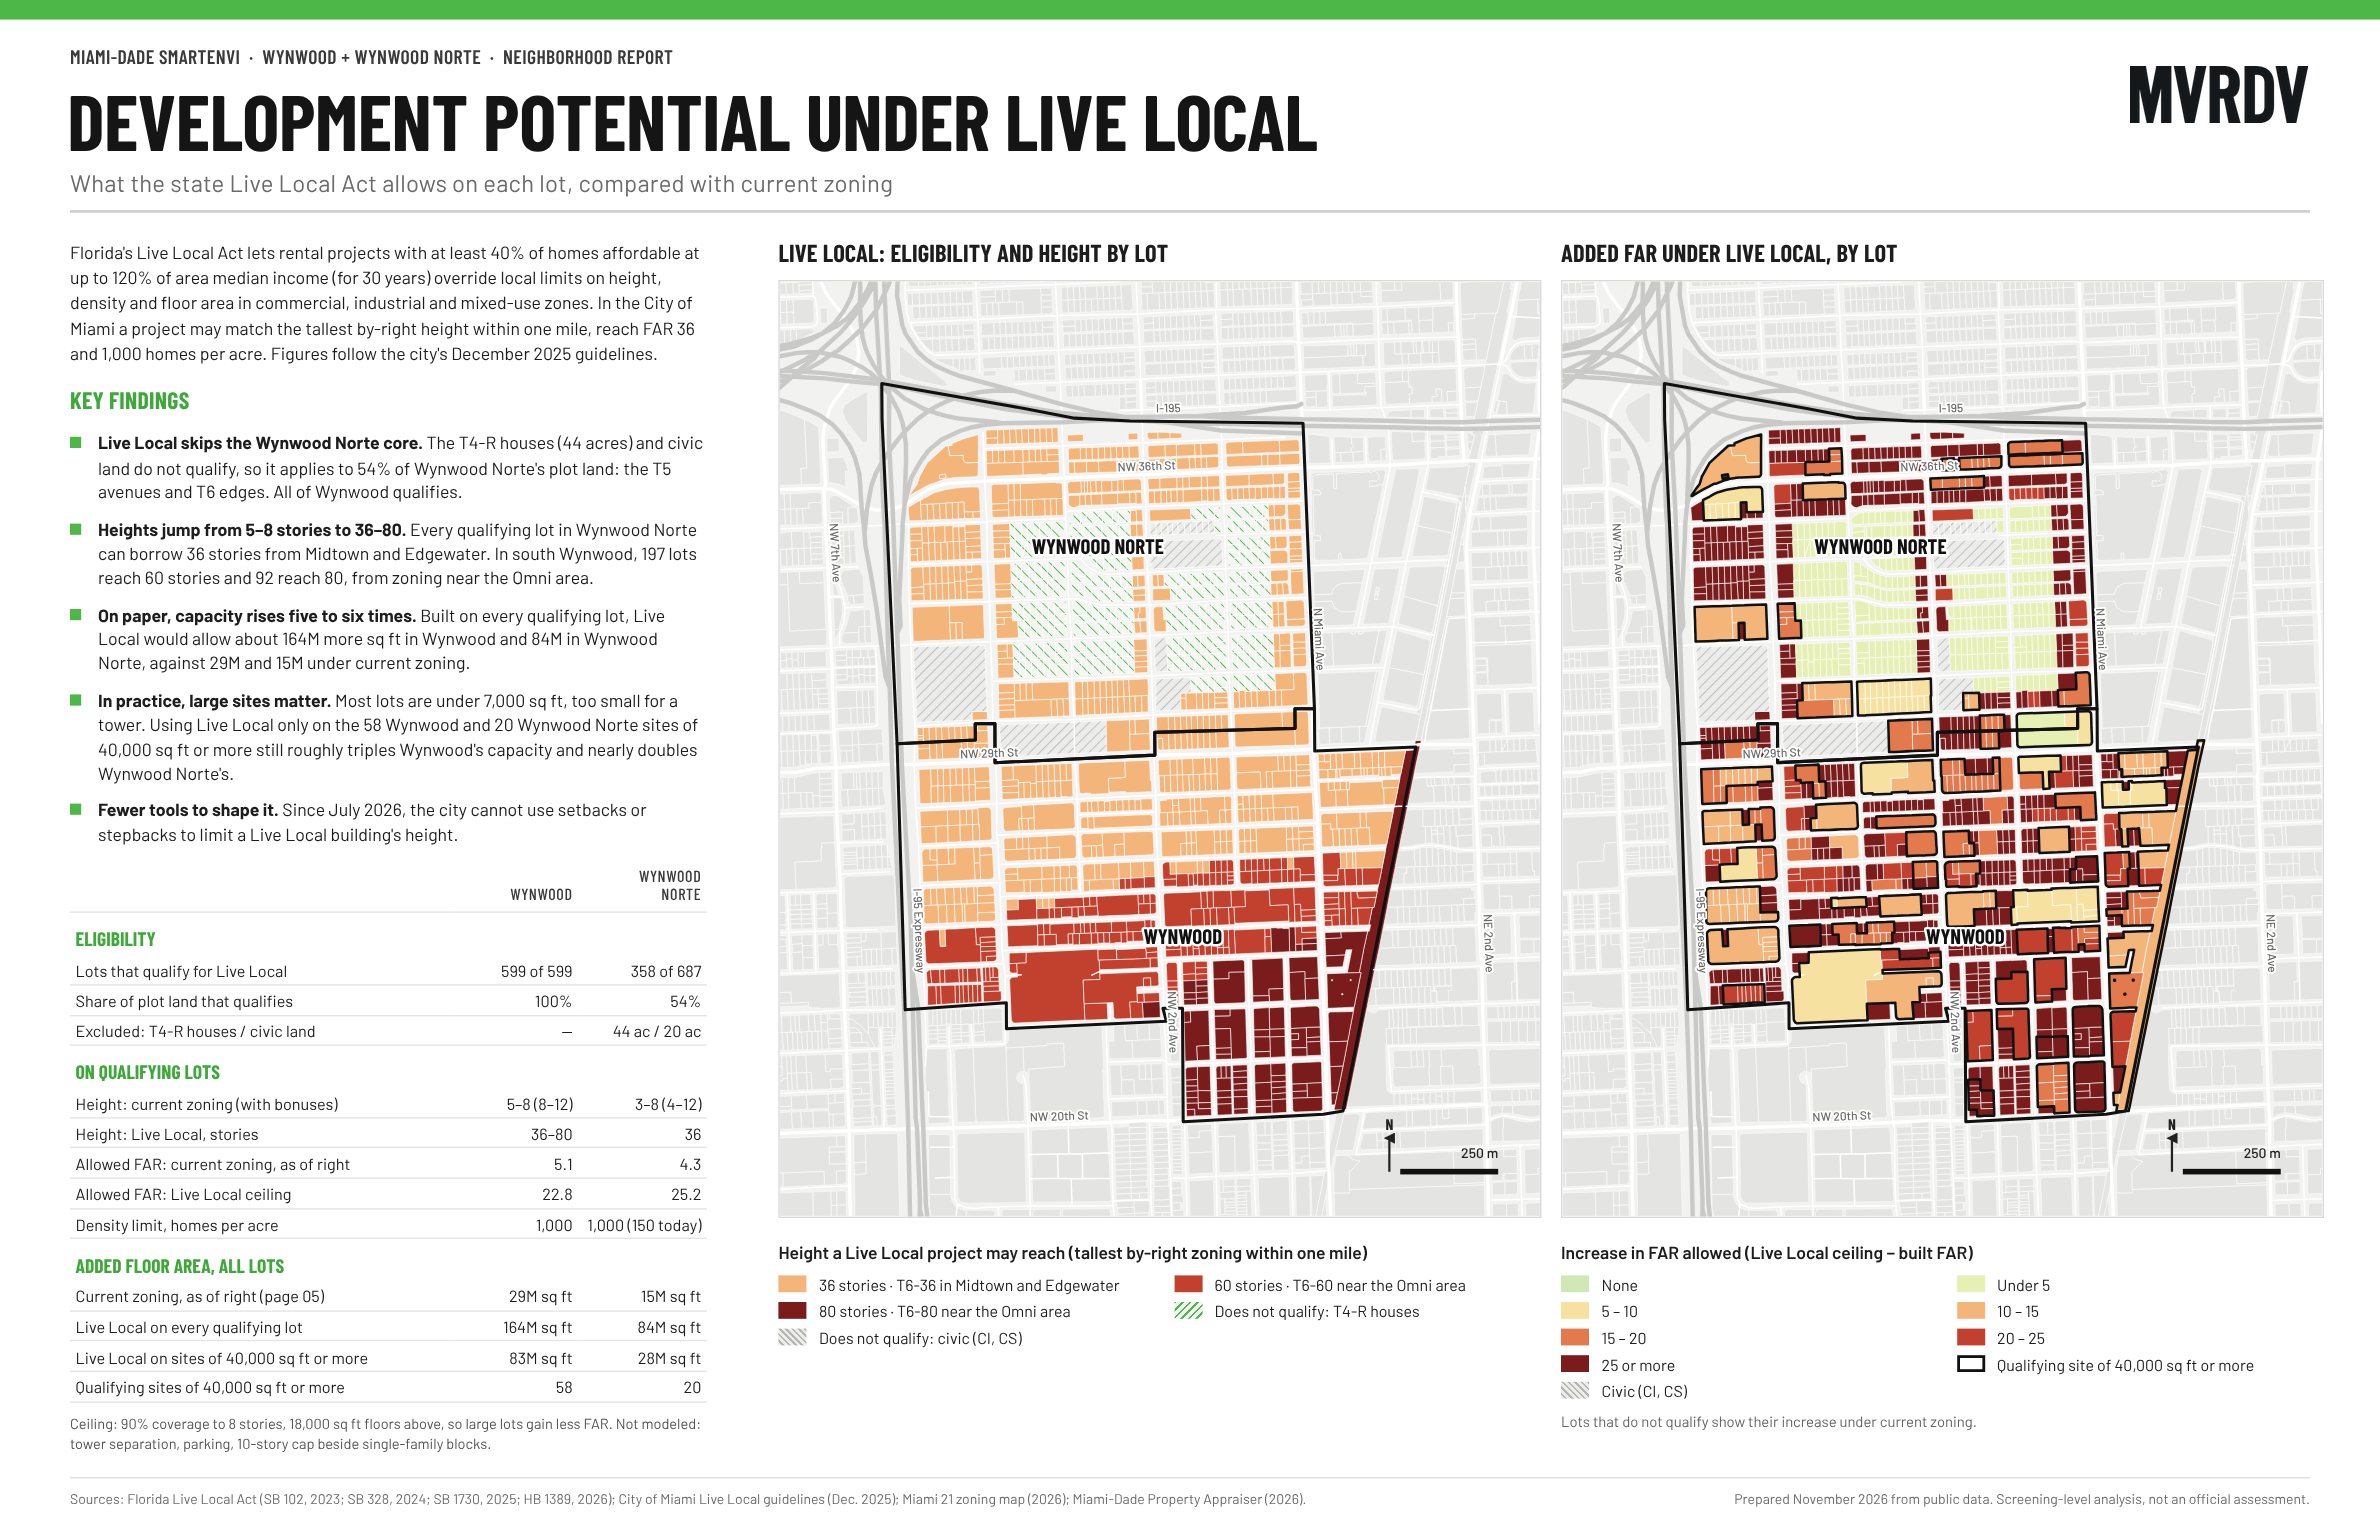 MIAMI-DADE SMARTENVI · WYNWOOD + WYNWOOD NORTE · NEIGHBORHOOD REPORT
MVRDV
DEVELOPMENT POTENTIAL UNDER LIVE LOCAL
What the state Live Local Act allows on each lot, compared with current zoning
Florida's Live Local Act lets rental projects with at least 40% of homes affordable at
up to 120% of area median income (for 30 years) override local limits on height,
density and floor area in commercial, industrial and mixed-use zones. In the City of
Miami a project may match the tallest by-right height within one mile, reach FAR 36
and 1,000 homes per acre. Figures follow the city's December 2025 guidelines.
KEY FINDINGS
Live Local skips the Wynwood Norte core. The T4-R houses (44 acres) and civic
land do not qualify, so it applies to 54% of Wynwood Norte's plot land: the T5
avenues and T6 edges. All of Wynwood qualifies.
Heights jump from 5–8 stories to 36–80. Every qualifying lot in Wynwood Norte
can borrow 36 stories from Midtown and Edgewater. In south Wynwood, 197 lots
reach 60 stories and 92 reach 80, from zoning near the Omni area.
On paper, capacity rises five to six times. Built on every qualifying lot, Live
Local would allow about 164M more sq ft in Wynwood and 84M in Wynwood
Norte, against 29M and 15M under current zoning.
In practice, large sites matter. Most lots are under 7,000 sq ft, too small for a
tower. Using Live Local only on the 58 Wynwood and 20 Wynwood Norte sites of
40,000 sq ft or more still roughly triples Wynwood's capacity and nearly doubles
Wynwood Norte's.
Fewer tools to shape it. Since July 2026, the city cannot use setbacks or
stepbacks to limit a Live Local building's height.
WYNWOOD
WYNWOOD
NORTE
ELIGIBILITY
Lots that qualify for Live Local 599 of 599 358 of 687
Share of plot land that qualifies 100% 54%
Excluded: T4-R houses / civic land — 44 ac / 20 ac
ON QUALIFYING LOTS
Height: current zoning (with bonuses) 5–8 (8–12) 3–8 (4–12)
Height: Live Local, stories 36–80 36
Allowed FAR: current zoning, as of right 5.1 4.3
Allowed FAR: Live Local ceiling 22.8 25.2
Density limit, homes per acre 1,000 1,000 (150 today)
ADDED FLOOR AREA, ALL LOTS
Current zoning, as of right (page 05) 29M sq ft 15M sq ft
Live Local on every qualifying lot 164M sq ft 84M sq ft
Live Local on sites of 40,000 sq ft or more 83M sq ft 28M sq ft
Qualifying sites of 40,000 sq ft or more 58 20
Ceiling: 90% coverage to 8 stories, 18,000 sq ft floors above, so large lots gain less FAR. Not modeled:
tower separation, parking, 10-story cap beside single-family blocks.
LIVE LOCAL: ELIGIBILITY AND HEIGHT BY LOT
I-195
NW 36th St
NW 7th Ave
WYNWOOD NORTE
N Miami Ave
NW 29th St
I-95 Expressway
WYNWOOD
NE 2nd Ave
NW 2nd Ave
NW 20th St
N
250 m
Height a Live Local project may reach (tallest by-right zoning within one mile)
36 stories · T6-36 in Midtown and Edgewater
60 stories · T6-60 near the Omni area
80 stories · T6-80 near the Omni area
Does not qualify: T4-R houses
Does not qualify: civic (CI, CS)
ADDED FAR UNDER LIVE LOCAL, BY LOT
I-195
NW 36th St
NW 7th Ave
WYNWOOD NORTE
N Miami Ave
NW 29th St
I-95 Expressway
WYNWOOD
NE 2nd Ave
NW 2nd Ave
NW 20th St
N
250 m
Increase in FAR allowed (Live Local ceiling – built FAR)
None
Under 5
5 – 10
10 – 15
15 – 20
20 – 25
25 or more
Qualifying site of 40,000 sq ft or more
Civic (CI, CS)
Lots that do not qualify show their increase under current zoning.
Sources: Florida Live Local Act (SB 102, 2023; SB 328, 2024; SB 1730, 2025; HB 1389, 2026); City of Miami Live Local guidelines (Dec. 2025); Miami 21 zoning map (2026); Miami-Dade Property Appraiser (2026).
Prepared November 2026 from public data. Screening-level analysis, not an official assessment.